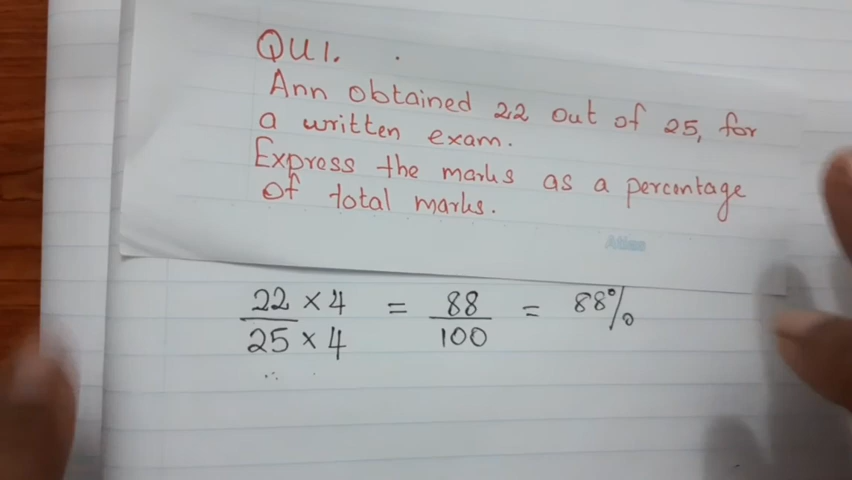 QU1.
Ann obtained 22 out of 25, for
a written exam.
Express the marks as a percentage
of total marks.
Atlas
22 × 4 = 88 = 88%
25 × 4 100